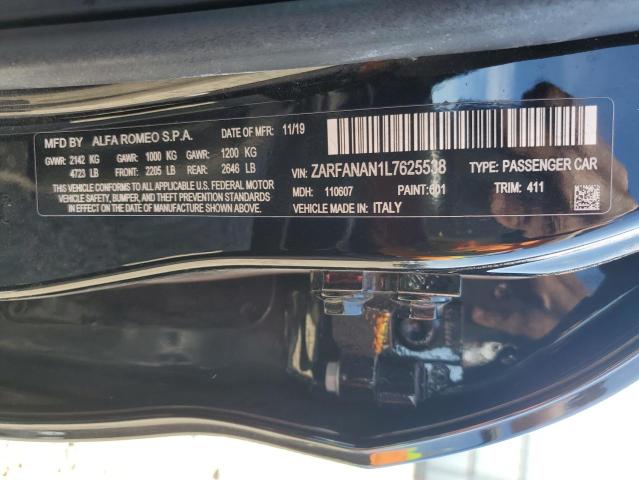 MFD BY ALFA ROMEO S.P.A. DATE OF MFR: 11/19
GVWR: 2142 KG GAWR: 1000 KG GAWR: 1200 KG
4723 LB FRONT: 2205 LB REAR: 2646 LB
THIS VEHICLE CONFORMS TO ALL APPLICABLE U.S. FEDERAL MOTOR
VEHICLE SAFETY, BUMPER, AND THEFT PREVENTION STANDARDS
IN EFFECT ON THE DATE OF MANUFACTURE SHOWN ABOVE
VIN: ZARFANAN1L7625538 TYPE: PASSENGER CAR
MDH: 110607 PAINT:601 TRIM: 411
VEHICLE MADE IN: ITALY